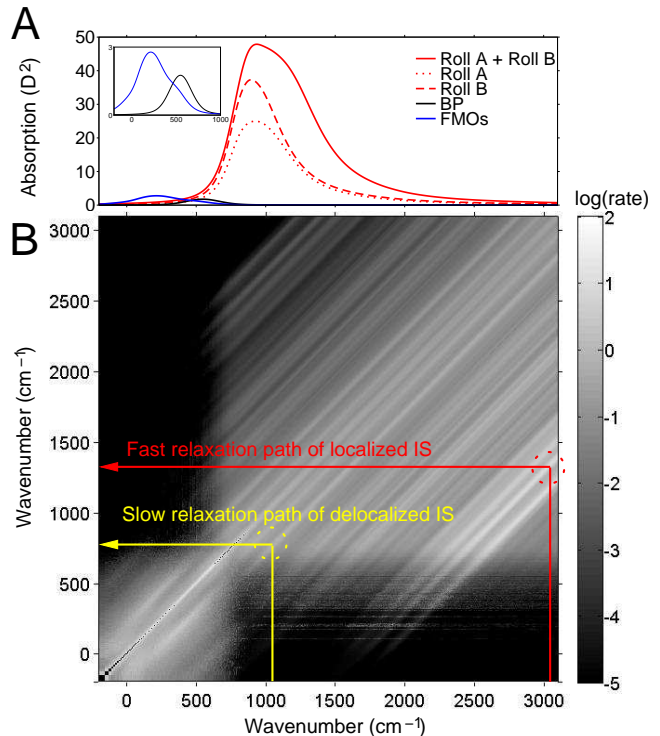 A
Absorption (D²)
50
40
30
20
10
0
3
0
0
500
1000
Roll A + Roll B
Roll A
Roll B
BP
FMOs
B
log(rate)
Wavenumber (cm⁻¹)
3000
2500
2000
1500
1000
500
0
Fast relaxation path of localized IS
Slow relaxation path of delocalized IS
2
1
0
-1
-2
-3
-4
-5
0
500
1000
1500
2000
2500
3000
Wavenumber (cm⁻¹)